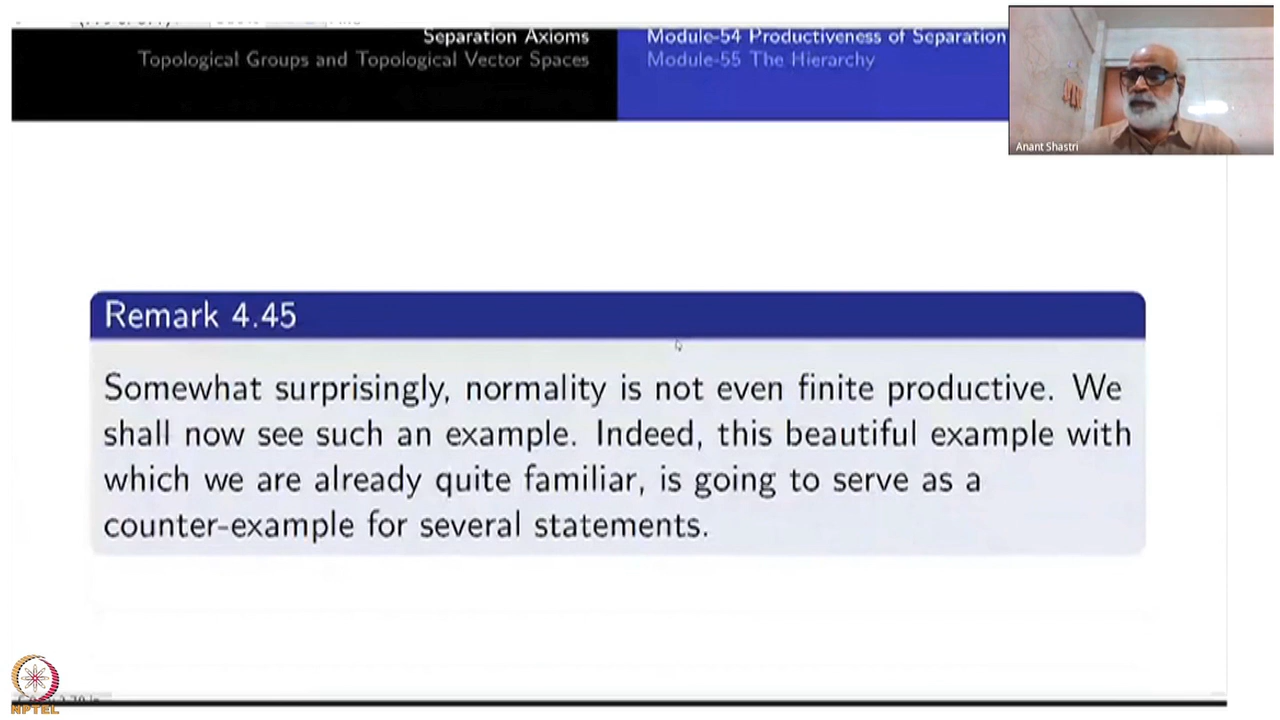 Separation Axioms
Topological Groups and Topological Vector Spaces
Module-54 Productiveness of Separation
Module-55 The Hierarchy
Anant Shastri
Remark 4.45
Somewhat surprisingly, normality is not even finite productive. We
shall now see such an example. Indeed, this beautiful example with
which we are already quite familiar, is going to serve as a
counter-example for several statements.
NPTEL